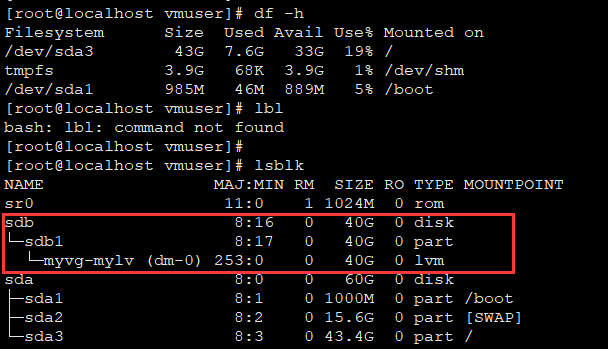 [root@localhost vmuser]# df -h
Filesystem      Size  Used Avail Use% Mounted on
/dev/sda3        43G  7.6G   33G  19% /
tmpfs           3.9G   68K  3.9G   1% /dev/shm
/dev/sda1       985M   46M  889M   5% /boot
[root@localhost vmuser]# lbl
bash: lbl: command not found
[root@localhost vmuser]#
[root@localhost vmuser]# lsblk
NAME                 MAJ:MIN RM  SIZE RO TYPE MOUNTPOINT
sr0                   11:0    1 1024M  0 rom
sdb                    8:16   0   40G  0 disk
└─sdb1                 8:17   0   40G  0 part
  └─myvg-mylv (dm-0) 253:0    0   40G  0 lvm
sda                    8:0    0   60G  0 disk
├─sda1                 8:1    0 1000M  0 part /boot
├─sda2                 8:2    0 15.6G  0 part [SWAP]
└─sda3                 8:3    0 43.4G  0 part /